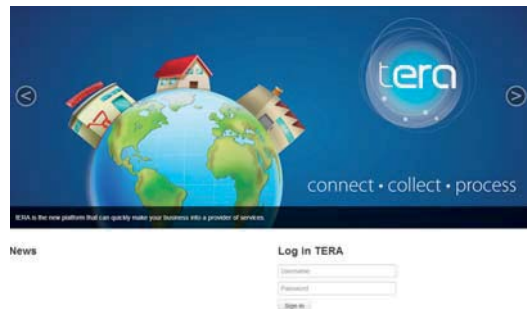 tera
connect • collect • process
tERA is the new platform that can quickly make your business into a provider of services.
News
Log in TERA
Username
Password
Sign in